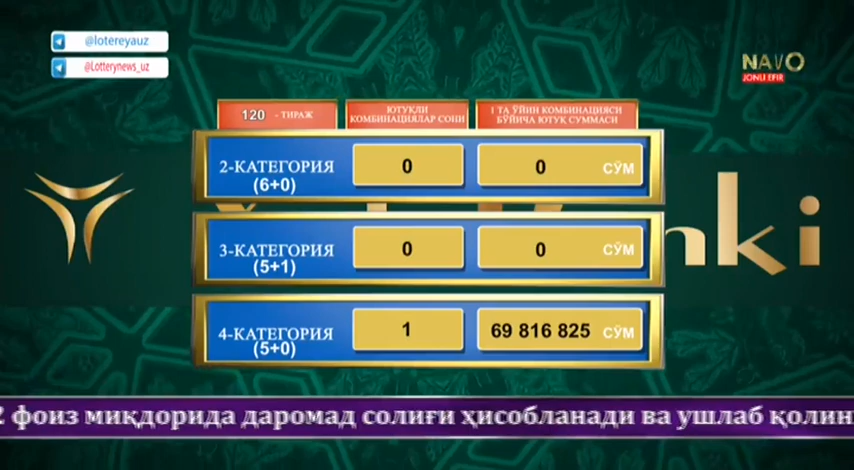 @lotereyauz
@Lotterynews_uz
NAVO
JONLI EFIR
120 - ТИРАЖ
ЮТУҚЛИ
КОМБИНАЦИЯЛАР СОНИ
1 ТА ЎЙИН КОМБИНАЦИЯСИ
БЎЙИЧА ЮТУҚ СУММАСИ
2-КАТЕГОРИЯ
(6+0)
0
0 СЎМ
3-КАТЕГОРИЯ
(5+1)
0
0 СЎМ
4-КАТЕГОРИЯ
(5+0)
1
69 816 825 СЎМ
2 фоиз миқдорида даромад солиғи ҳисобланади ва ушлаб қолин